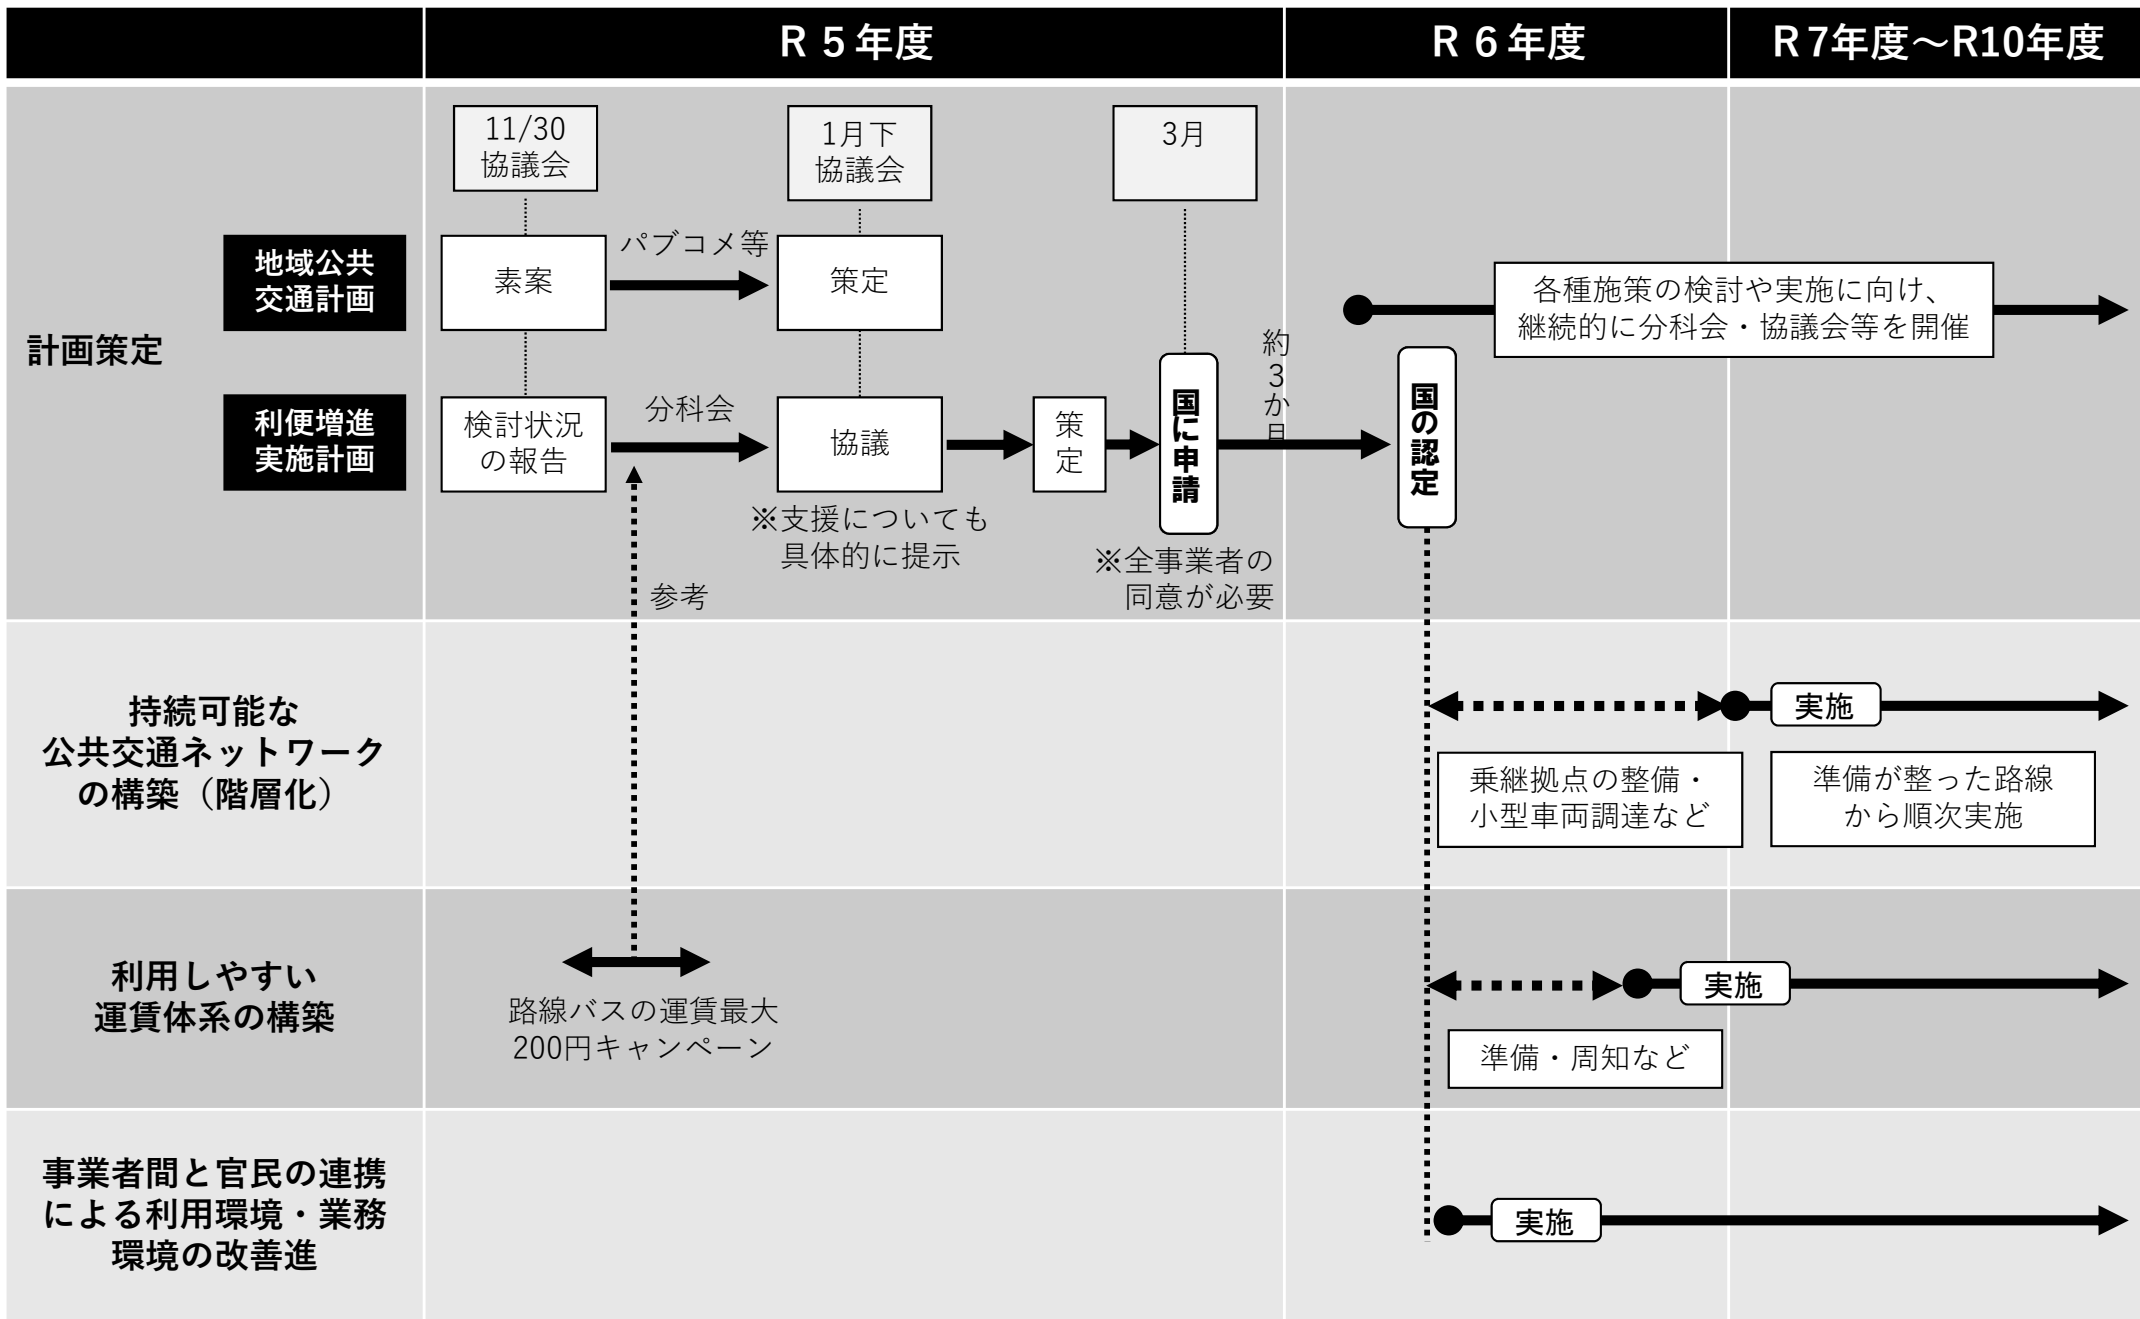 R 5 年度
R 6 年度
R 7年度～R10年度
計画策定
地域公共
交通計画
利便増進
実施計画
11/30
協議会
1月下
協議会
3月
素案
パブコメ等
策定
検討状況
の報告
分科会
協議
※支援についても
具体的に提示
策
定
国に申請
※全事業者の
同意が必要
約3か月
国の認定
各種施策の検討や実施に向け、
継続的に分科会・協議会等を開催
参考
持続可能な
公共交通ネットワーク
の構築（階層化）
実施
乗継拠点の整備・
小型車両調達など
準備が整った路線
から順次実施
利用しやすい
運賃体系の構築
路線バスの運賃最大
200円キャンペーン
実施
準備・周知など
事業者間と官民の連携
による利用環境・業務
環境の改善進
実施